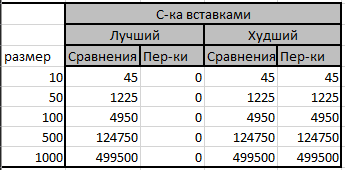 С-ка вставками
Лучший Худший
размер Сравнения Пер-ки Сравнения Пер-ки
10 45 0 45 45
50 1225 0 1225 1225
100 4950 0 4950 4950
500 124750 0 124750 124750
1000 499500 0 499500 499500